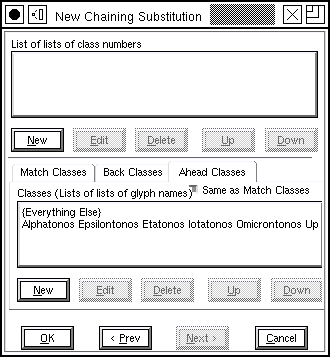 New Chaining Substitution
List of lists of class numbers
New Edit Delete Up Down
Match Classes Back Classes Ahead Classes
Classes (Lists of lists of glyph names) Same as Match Classes
{Everything Else}
Alphatonos Epsilontonos Etatonos Iotatonos Omicrontonos Up
New Edit Delete Up Down
OK < Prev Next > Cancel